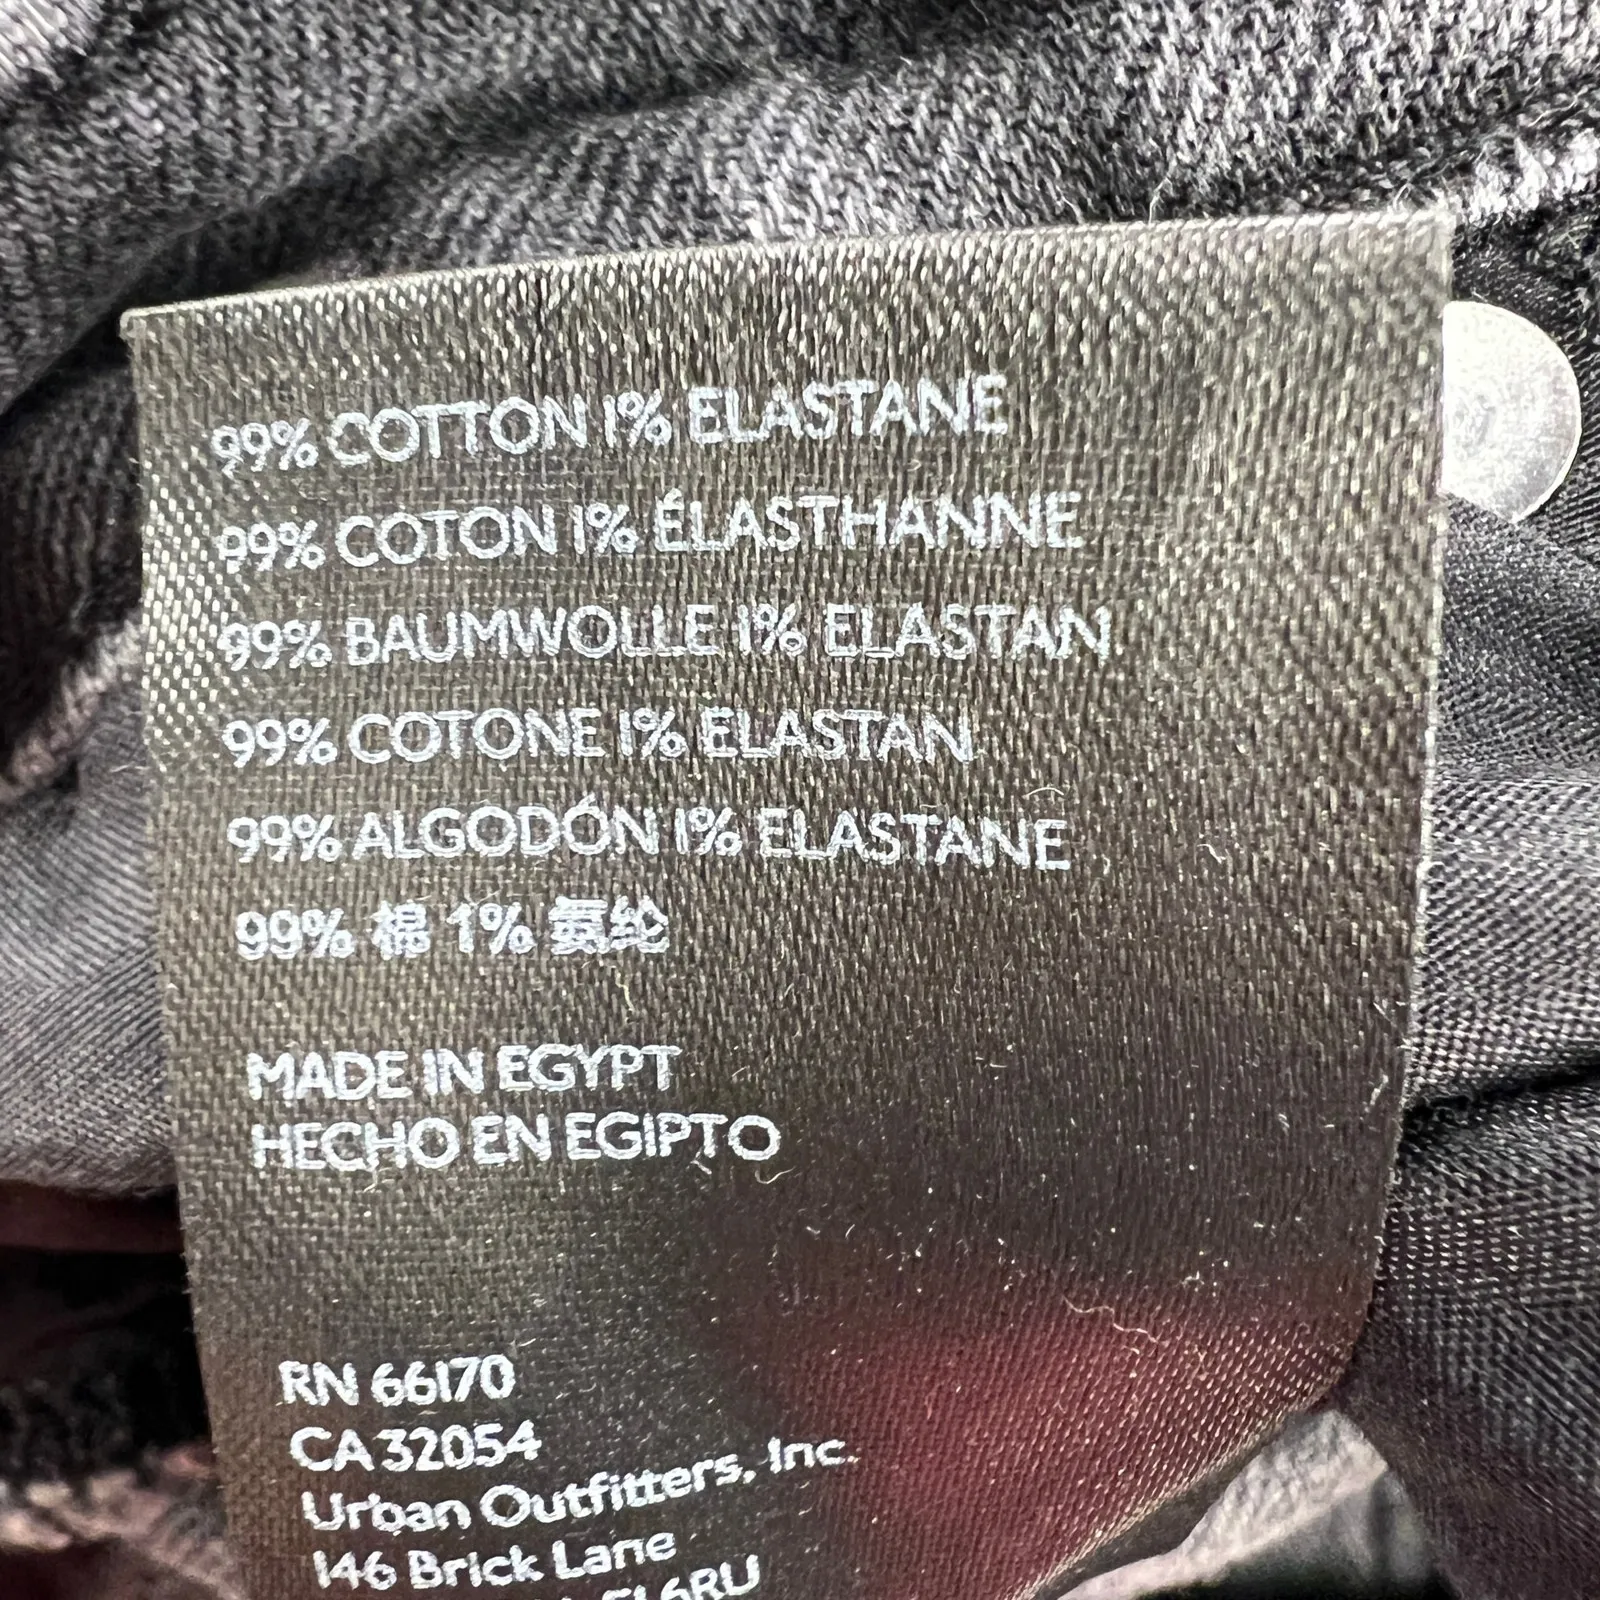 99% COTTON 1% ELASTANE
99% COTON 1% ÉLASTHANNE
99% BAUMWOLLE 1% ELASTAN
99% COTONE 1% ELASTAN
99% ALGODÓN 1% ELASTANE
99% 棉 1% 氨纶
MADE IN EGYPT
HECHO EN EGIPTO
RN 66170
CA 32054
Urban Outfitters, Inc.
146 Brick Lane
E1 6RU